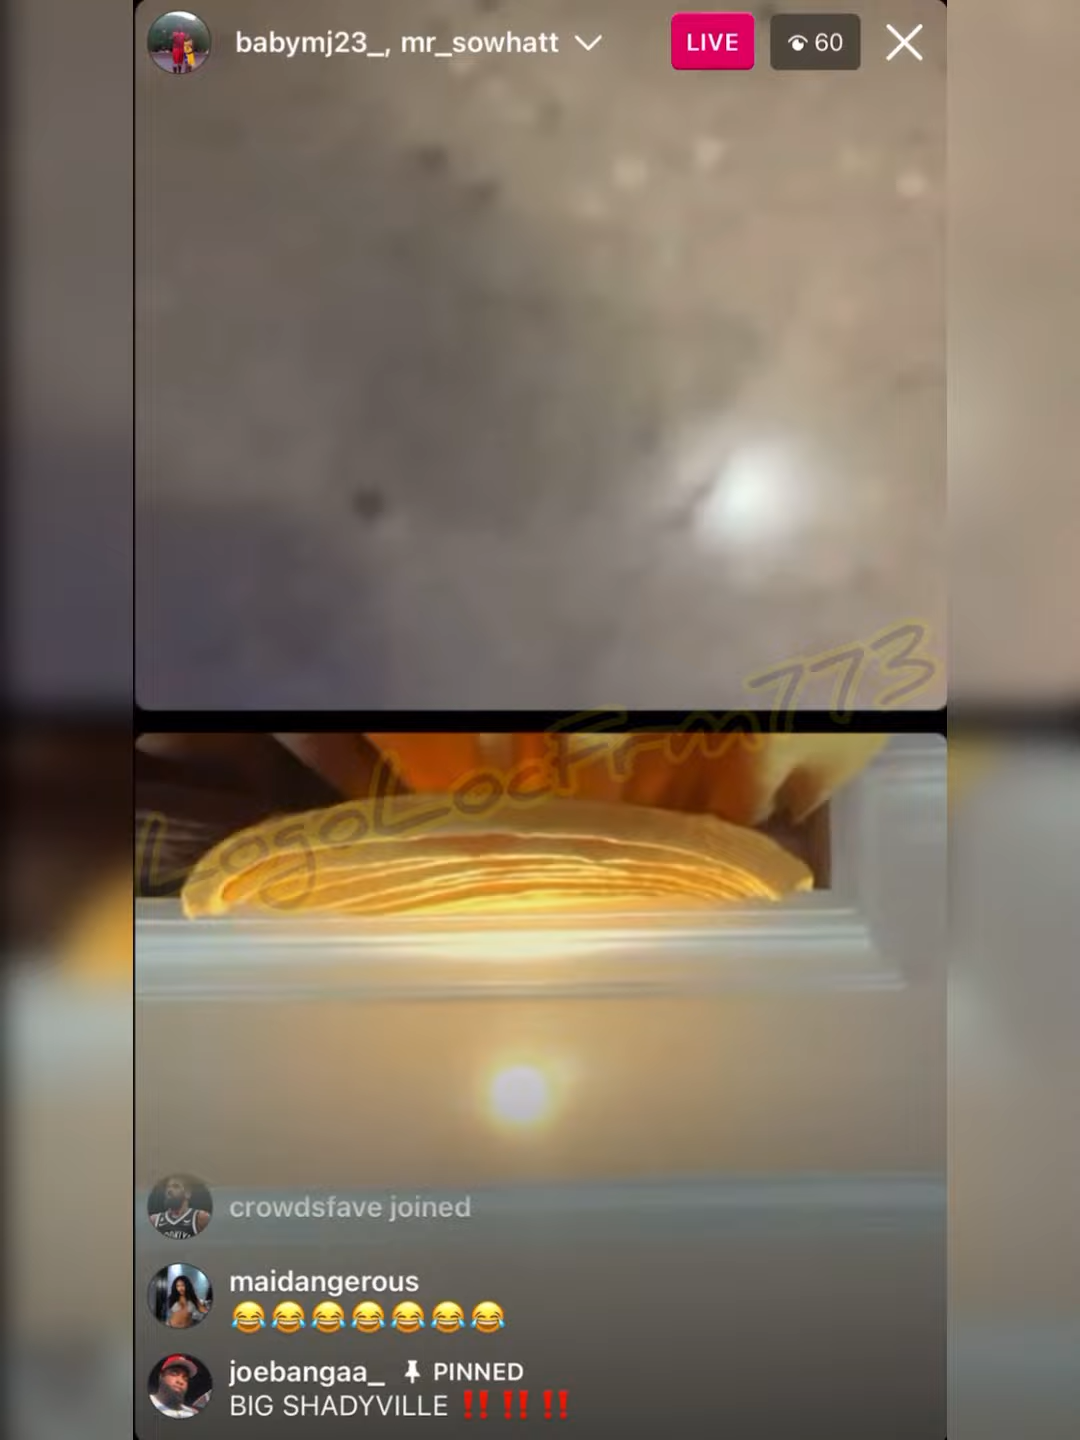 babymj23_, mr_sowhatt
LIVE
60
LogoLocFrm773
crowdsfave joined
maidangerous
😂😂😂😂😂😂😂
joebangaa_ PINNED
BIG SHADYVILLE ‼️‼️‼️